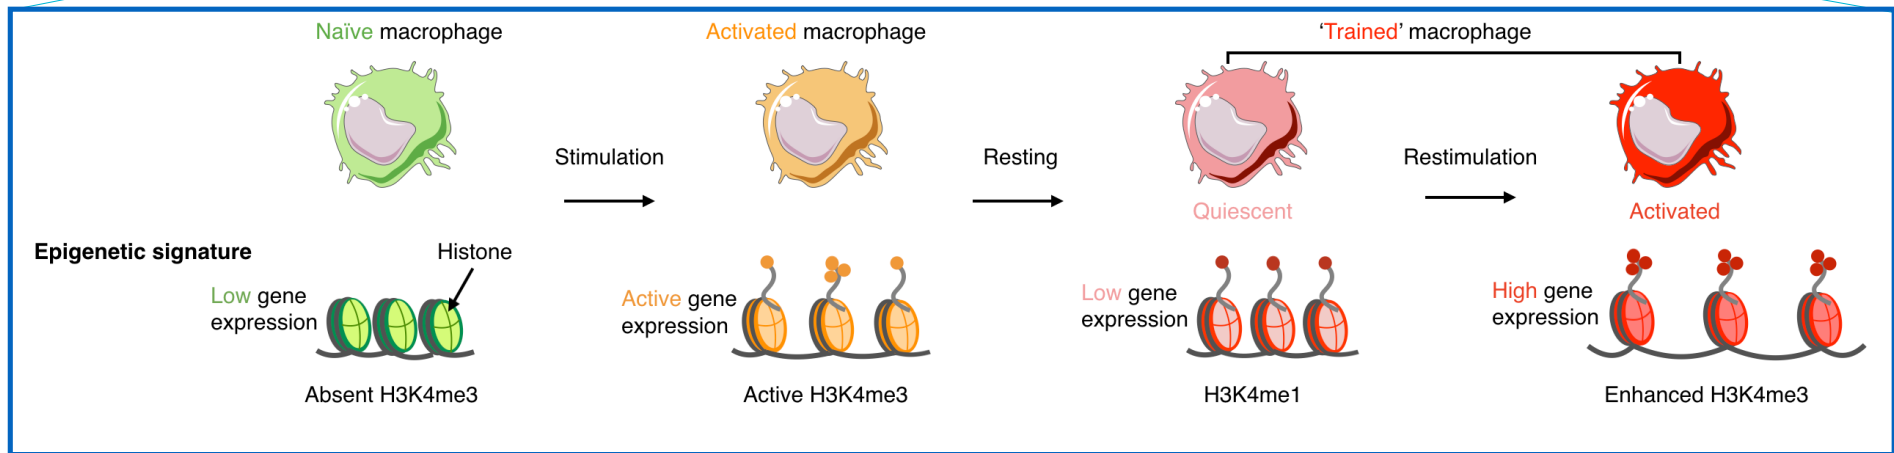 Naïve macrophage
Activated macrophage
‘Trained’ macrophage
Stimulation
Resting
Restimulation
Quiescent
Activated
Epigenetic signature
Histone
Low gene
expression
Active gene
expression
Low gene
expression
High gene
expression
Absent H3K4me3
Active H3K4me3
H3K4me1
Enhanced H3K4me3